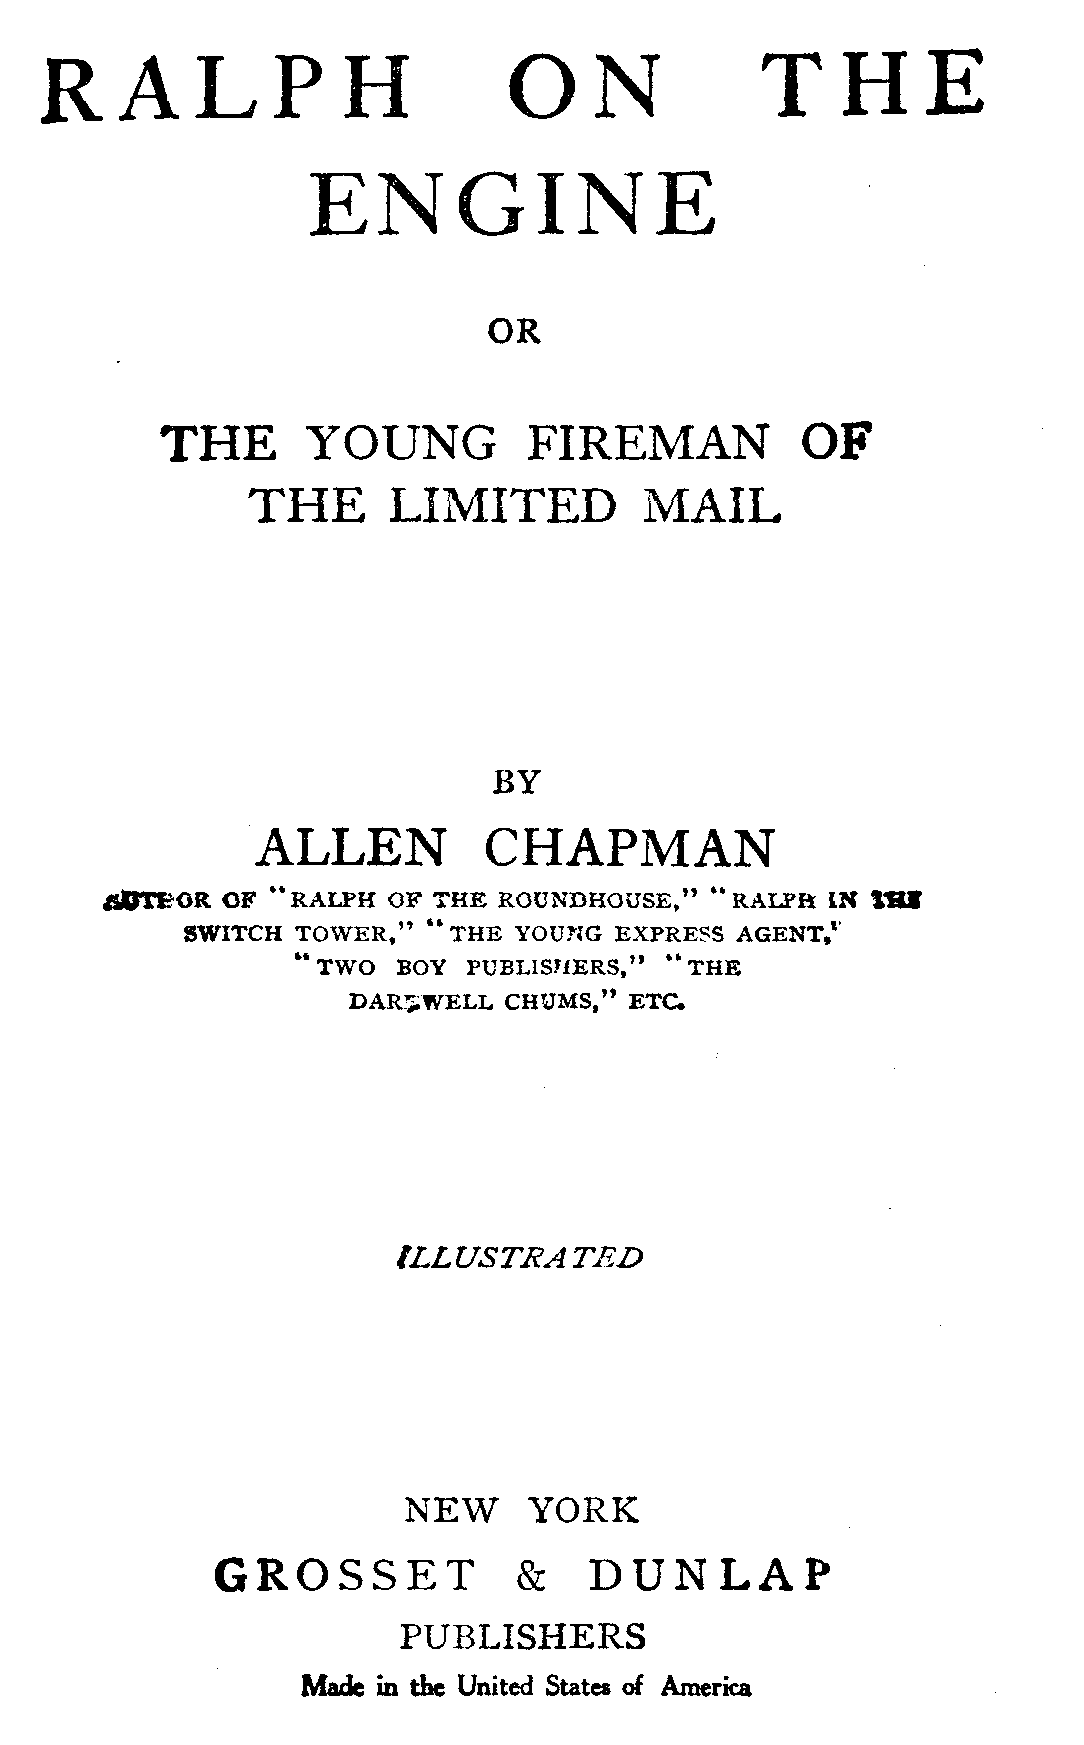 RALPH ON THE
ENGINE
OR
THE YOUNG FIREMAN OF
THE LIMITED MAIL
BY
ALLEN CHAPMAN
AUTHOR OF "RALPH OF THE ROUNDHOUSE," "RALPH IN THE
SWITCH TOWER," "THE YOUNG EXPRESS AGENT,"
"TWO BOY PUBLISHERS," "THE
DAREWELL CHUMS," ETC.
ILLUSTRATED
NEW YORK
GROSSET & DUNLAP
PUBLISHERS
Made in the United States of America